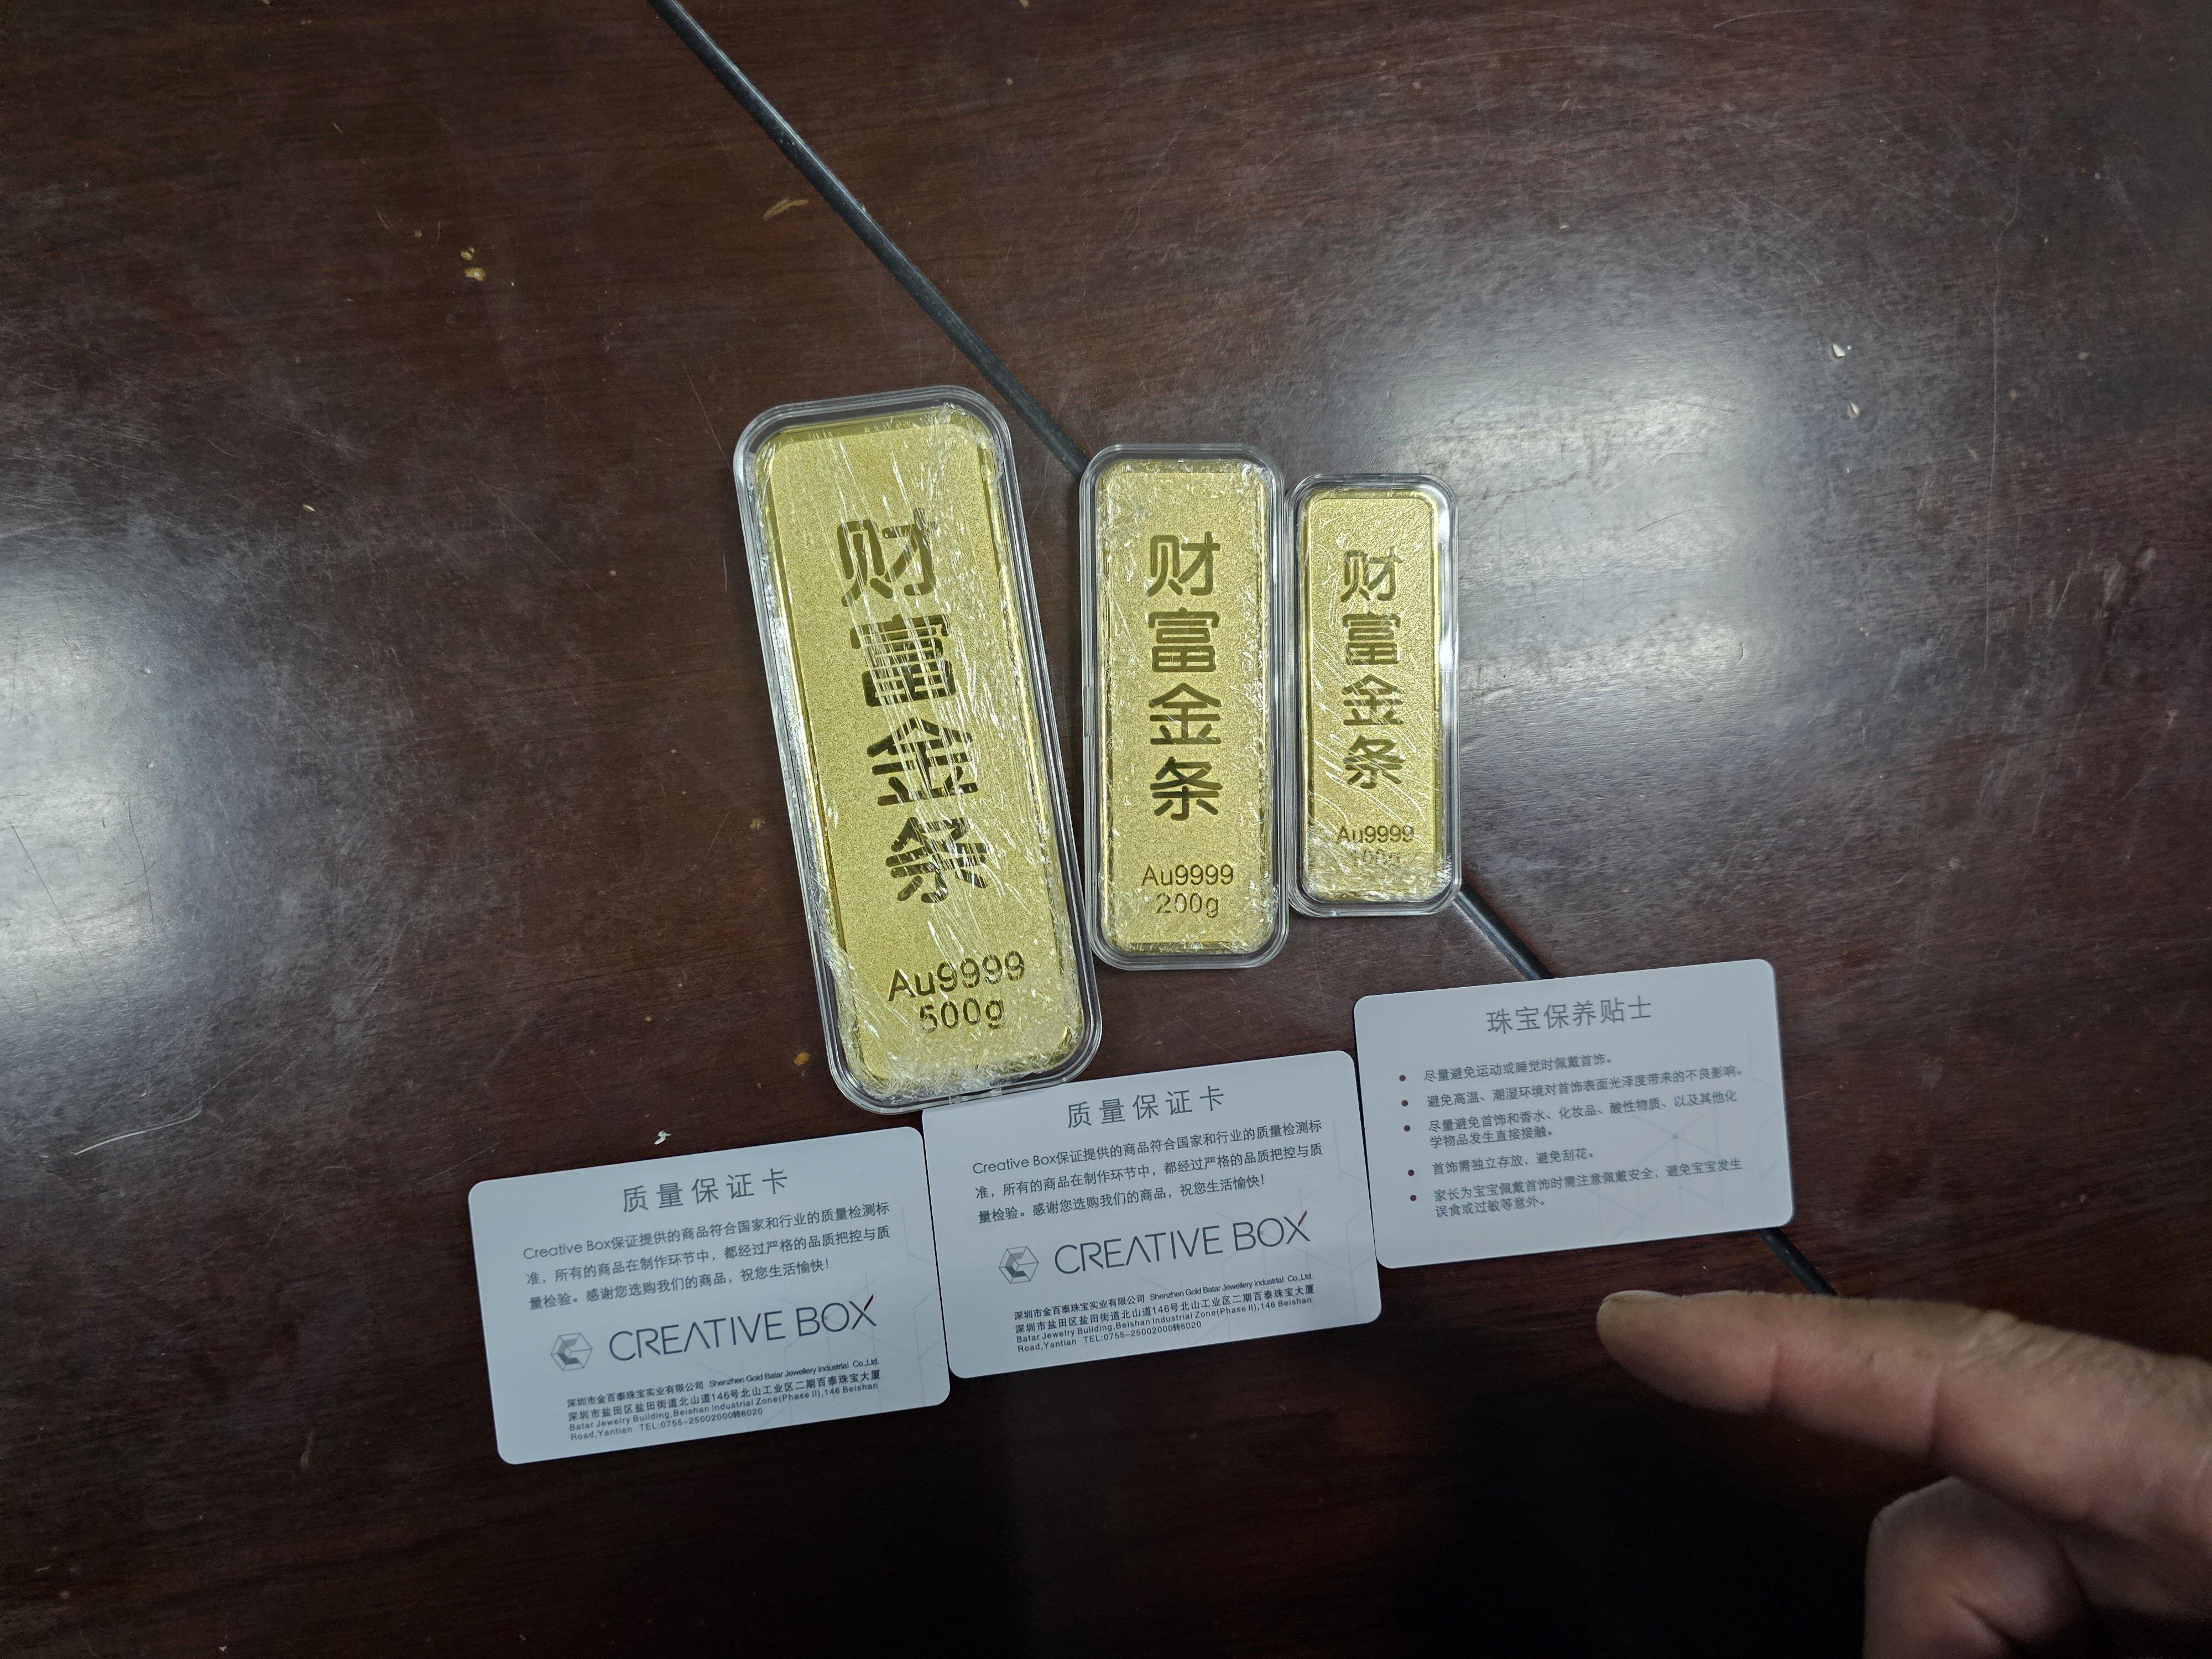 财
富
金
条
Au9999
500g
财
富
金
条
Au9999
200g
财
富
金
条
Au9999
100g
质量保证卡
Creative Box保证提供的商品符合国家和行业的质量检测标
准，所有的商品在制作环节中，都经过严格的品质把控与质
量检验。感谢您选购我们的商品，祝您生活愉快！
CREATIVE BOX
深圳市金百泰珠宝实业有限公司 Shenzhen Gold Batar Jewellery Industrial Co.,Ltd.
深圳市盐田区盐田街道北山道146号北山工业区二期百泰珠宝大厦
Batar Jewelry Building,Beishan Industrial Zone(Phase II),146 Beishan
Road,Yantian TEL:0755-25002000转6020
质量保证卡
Creative Box保证提供的商品符合国家和行业的质量检测标
准，所有的商品在制作环节中，都经过严格的品质把控与质
量检验。感谢您选购我们的商品，祝您生活愉快！
CREATIVE BOX
深圳市金百泰珠宝实业有限公司 Shenzhen Gold Batar Jewellery Industrial Co.,Ltd.
深圳市盐田区盐田街道北山道146号北山工业区二期百泰珠宝大厦
Batar Jewelry Building,Beishan Industrial Zone(Phase II),146 Beishan
Road,Yantian TEL:0755-25002000转6020
珠宝保养贴士
• 尽量避免运动或睡觉时佩戴首饰。
• 避免高温、潮湿环境对首饰表面光泽度带来的不良影响。
• 尽量避免首饰和香水、化妆品、酸性物质、以及其他化
学物品发生直接接触。
• 首饰需独立存放，避免刮花。
• 家长为宝宝佩戴首饰时需注意佩戴安全，避免宝宝发生
误食或过敏等意外。